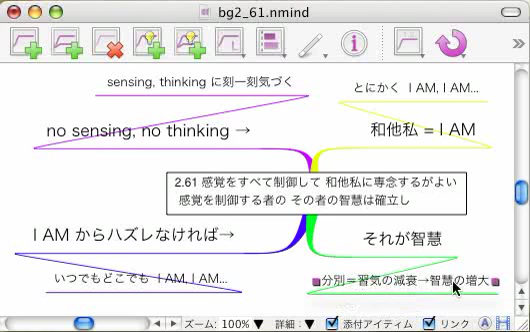 bg2_61.nmind
sensing, thinking に刻一刻気づく
とにかく I AM, I AM...
no sensing, no thinking →
和他私 = I AM
2.61 感覚をすべて制御して 和他私に専念するがよい
感覚を制御する者の その者の智慧は確立し
I AM からハズレなければ→
それが智慧
いつでもどこでも I AM, I AM...
分別＝習気の減衰→智慧の増大
ズーム: 100% ▼ 詳細: ▼ 添付アイテム リンク A